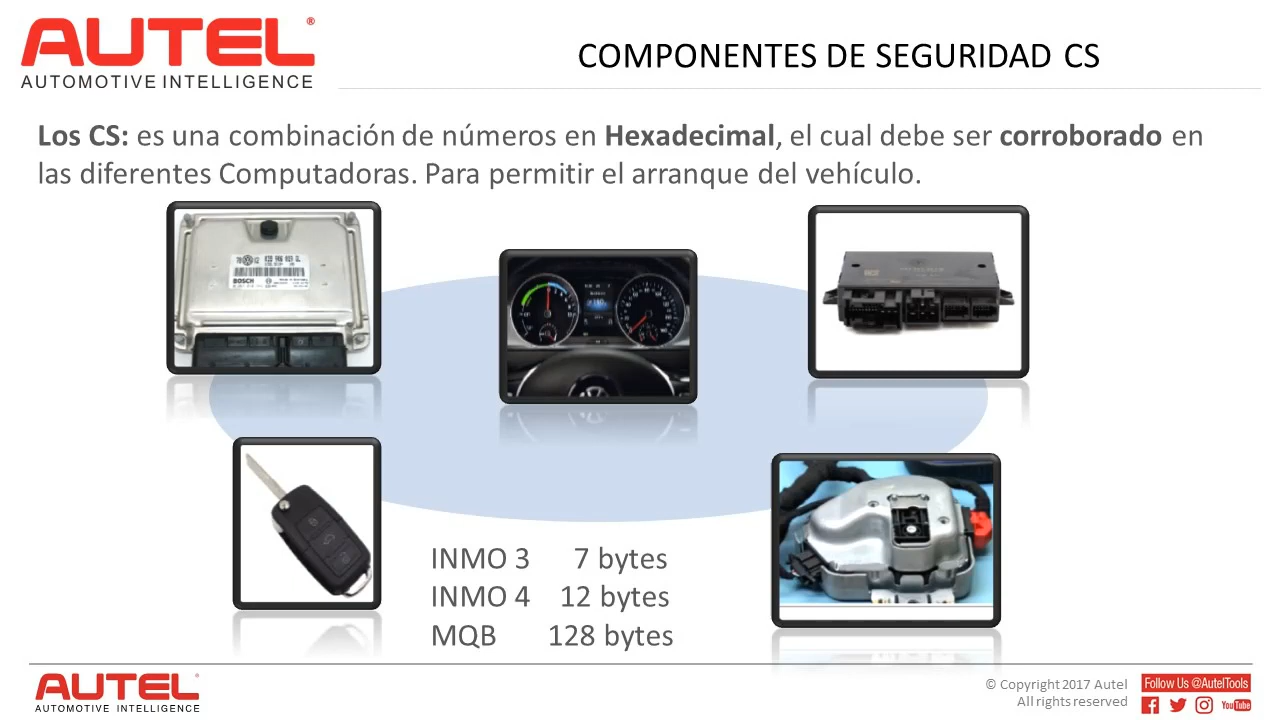 AUTEL®
AUTOMOTIVE INTELLIGENCE
COMPONENTES DE SEGURIDAD CS
Los CS: es una combinación de números en Hexadecimal, el cual debe ser corroborado en
las diferentes Computadoras. Para permitir el arranque del vehículo.
BOSCH
INMO 3 7 bytes
INMO 4 12 bytes
MQB 128 bytes
AUTEL
AUTOMOTIVE INTELLIGENCE
© Copyright 2017 Autel
All rights reserved
Follow Us @AutelTools
YouTube